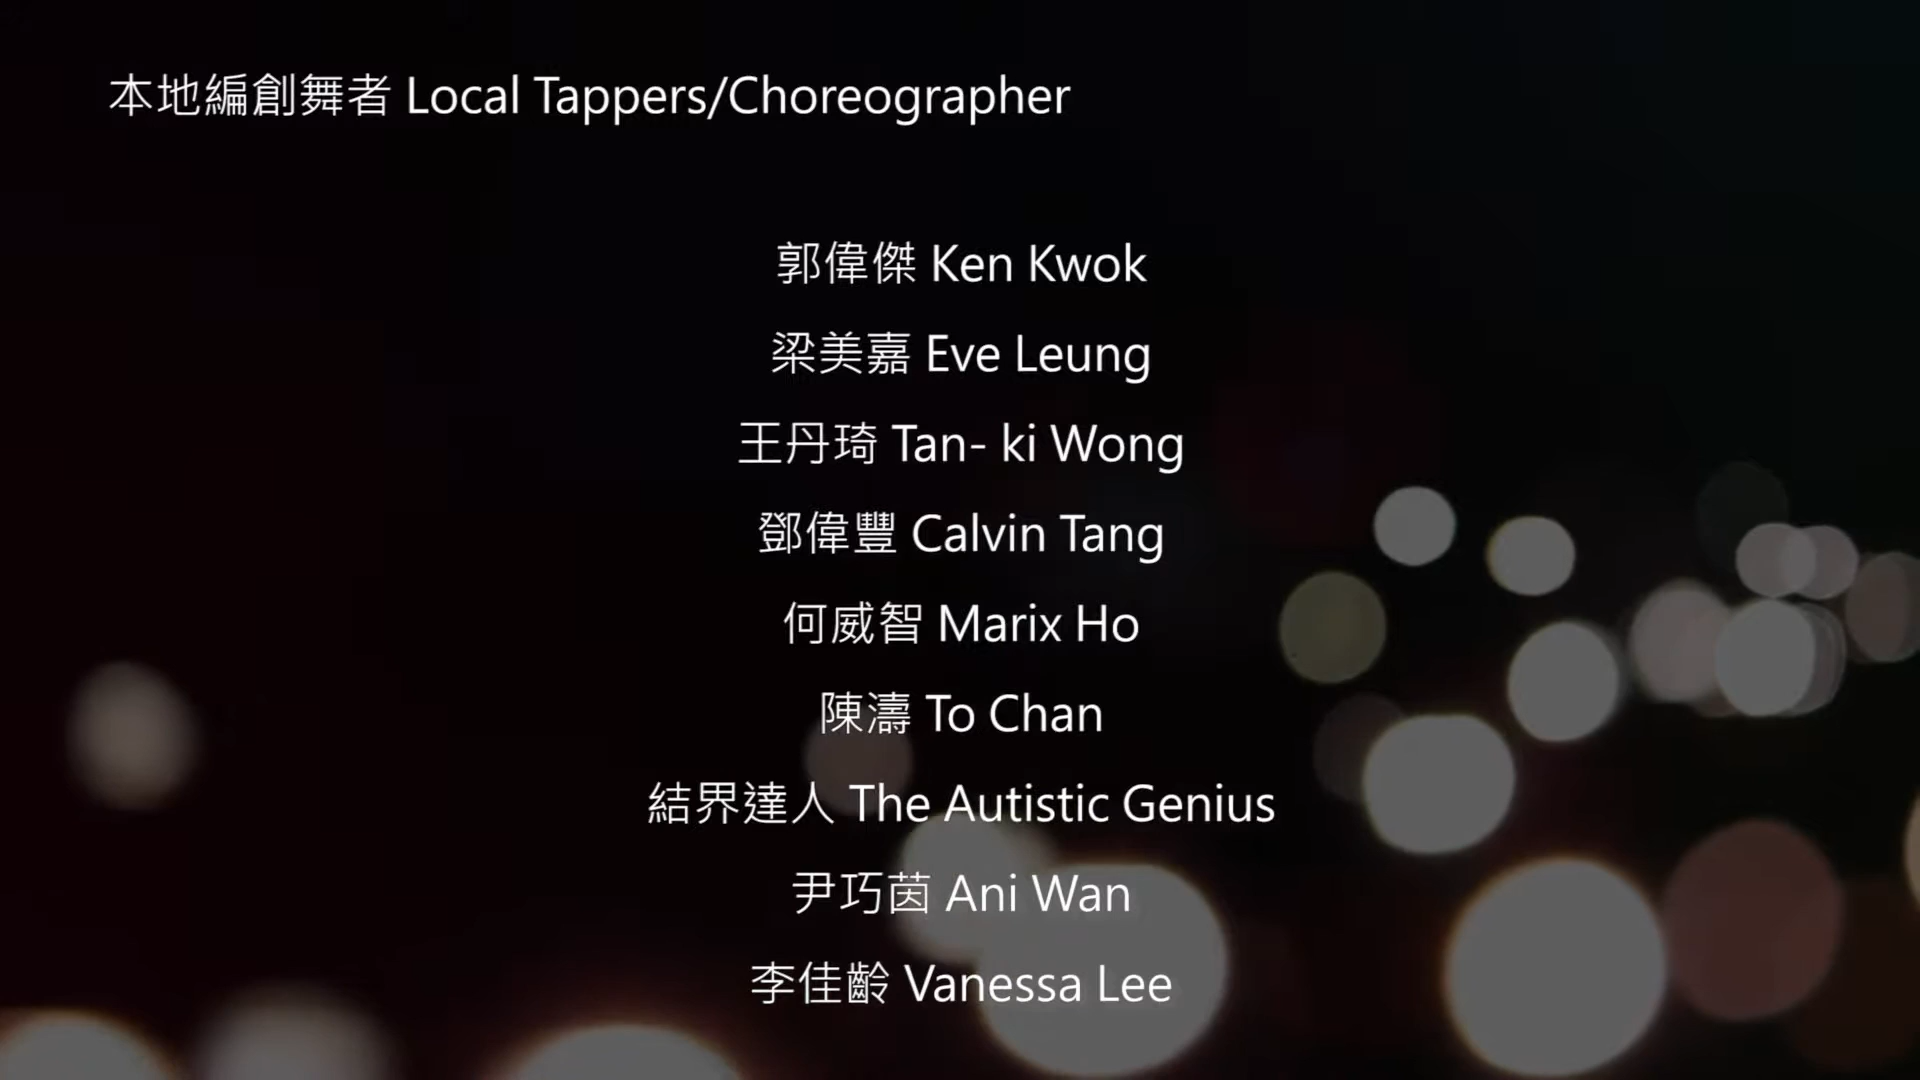 本地編創舞者 Local Tappers/Choreographer
郭偉傑 Ken Kwok
梁美嘉 Eve Leung
王丹琦 Tan- ki Wong
鄧偉豐 Calvin Tang
何威智 Marix Ho
陳濤 To Chan
結界達人 The Autistic Genius
尹巧茵 Ani Wan
李佳齡 Vanessa Lee